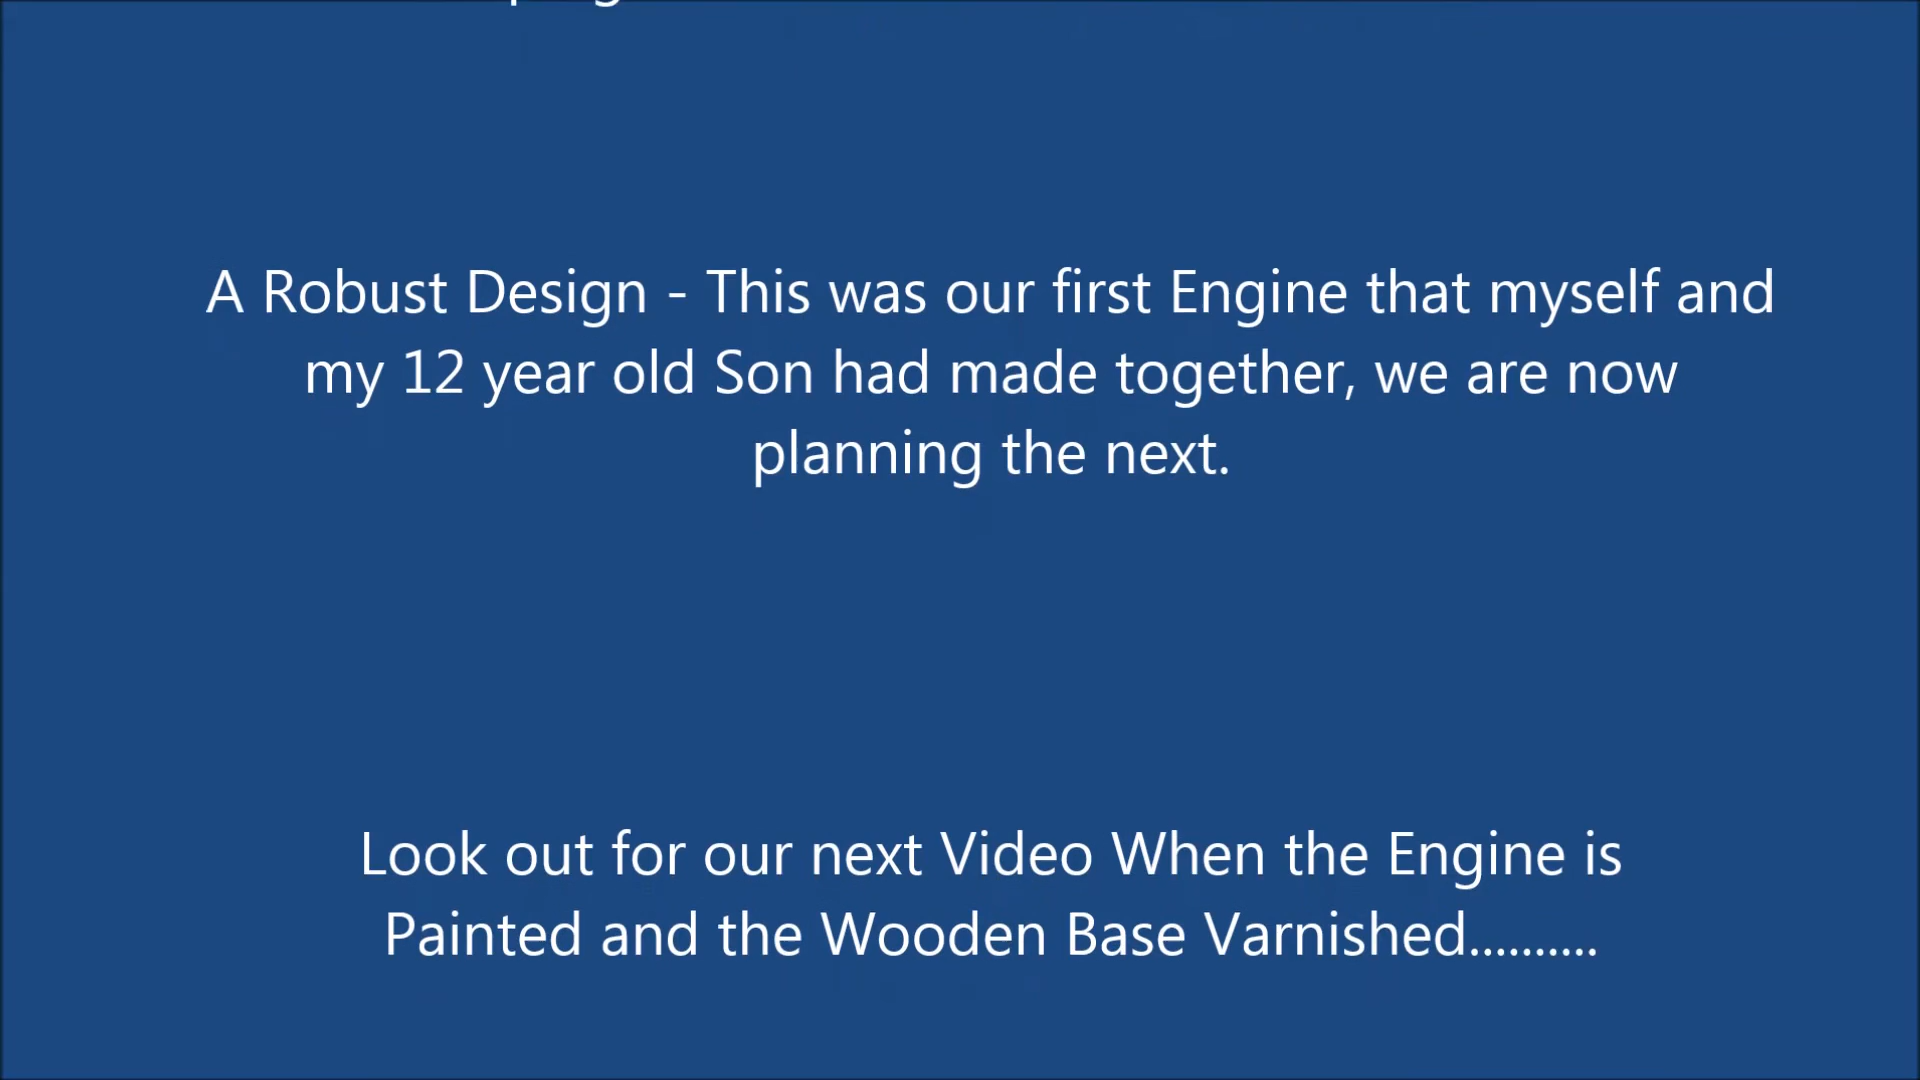 A Robust Design - This was our first Engine that myself and
my 12 year old Son had made together, we are now
planning the next.
Look out for our next Video When the Engine is
Painted and the Wooden Base Varnished..........